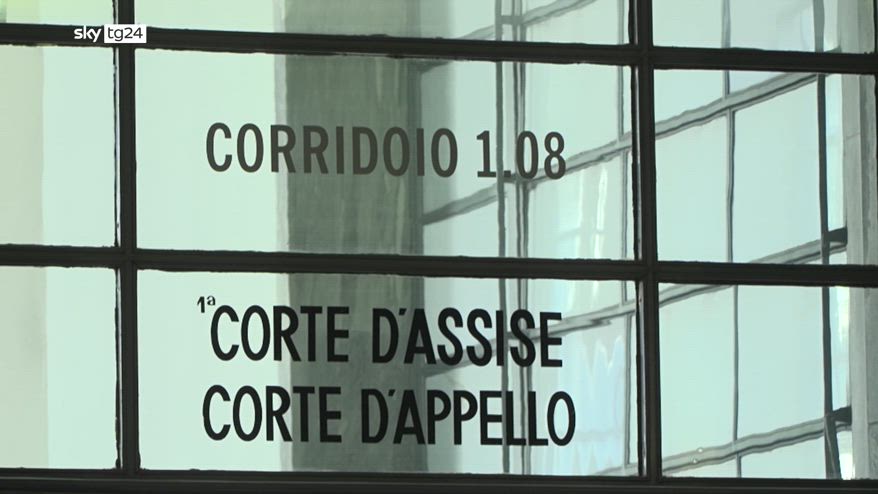 sky tg24
CORRIDOIO 1.08
1ª CORTE D'ASSISE
CORTE D'APPELLO